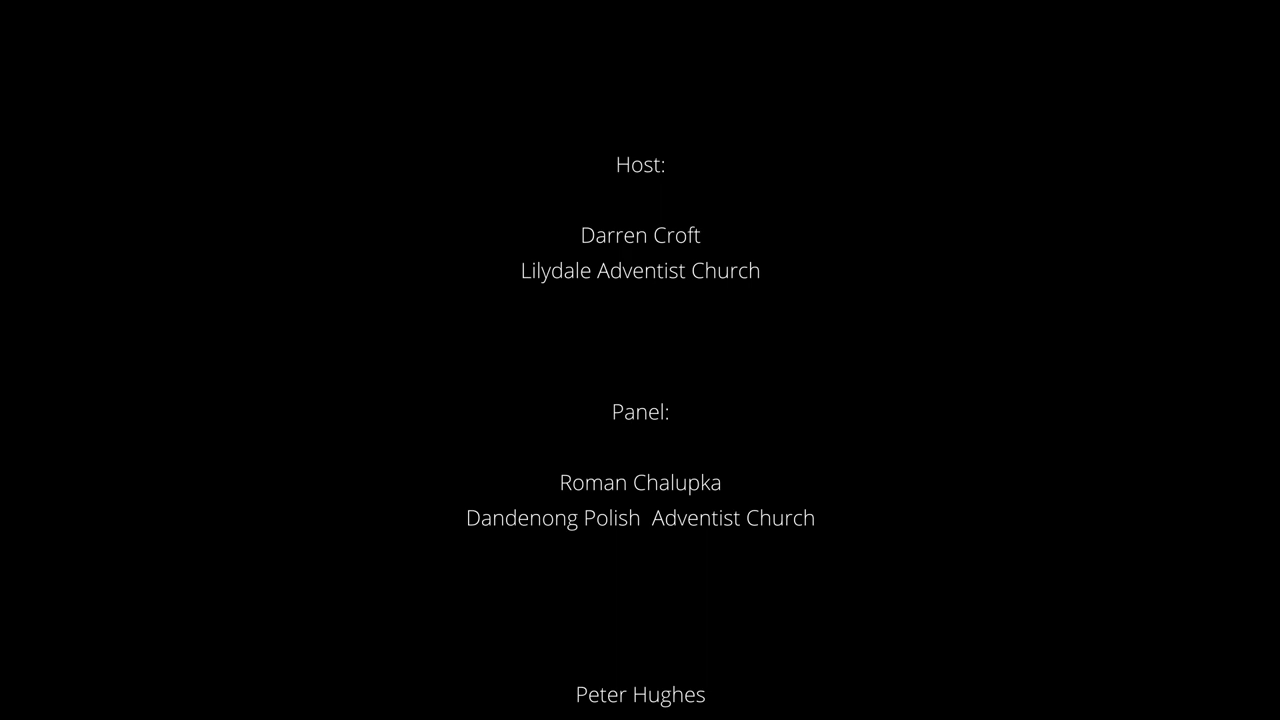 Host:
Darren Croft
Lilydale Adventist Church
Panel:
Roman Chalupka
Dandenong Polish  Adventist Church
Peter Hughes